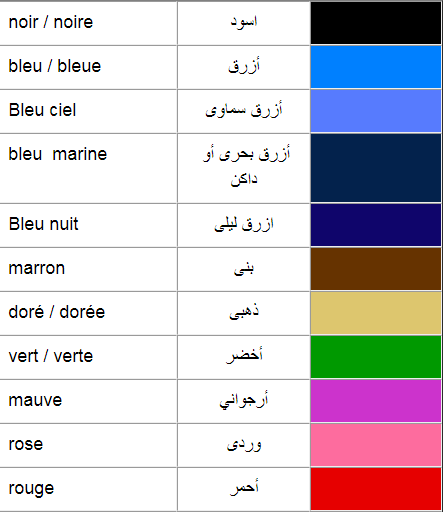 noir / noire اسود
bleu / bleue أزرق
Bleu ciel أزرق سماوى
bleu  marine أزرق بحرى أو
داكن
Bleu nuit ازرق ليلى
marron بنى
doré / dorée ذهبى
vert / verte أخضر
mauve أرجواني
rose وردى
rouge أحمر